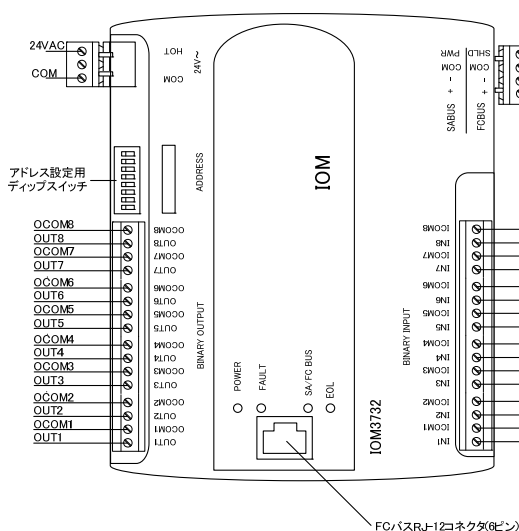 24VAC
COM
HOT
COM
24V~
アドレス設定用
ディップスイッチ
ADDRESS
IOM
PWR
COM
SABUS + -
SHLD
COM
FCBUS + -
OCOM8
OUT8
OCOM7
OUT7
OCOM6
OUT6
OCOM5
OUT5
OCOM4
OUT4
OCOM3
OUT3
OCOM2
OUT2
OCOM1
OUT1
OCOM8
OUT8
OCOM7
OUT7
OCOM6
OUT6
OCOM5
OUT5
OCOM4
OUT4
OCOM3
OUT3
OCOM2
OUT2
OCOM1
OUT1
BINARY OUTPUT
POWER
FAULT
SA/FC BUS
EOL
IOM3732
BINARY INPUT
ICOM8
IN8
ICOM7
IN7
ICOM6
IN6
ICOM5
IN5
ICOM4
IN4
ICOM3
IN3
ICOM2
IN2
ICOM1
IN1
FCバスRJ-12コネクタ(6ピン)